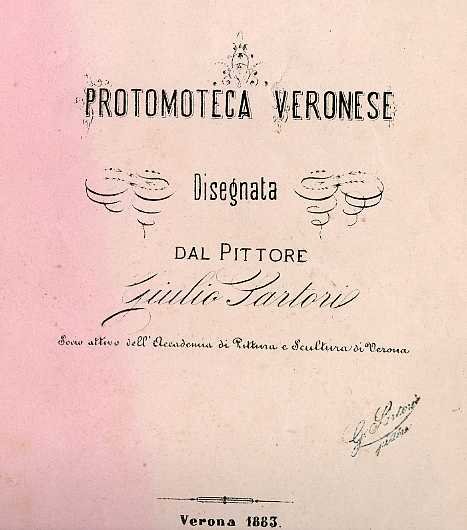 PROTOMOTECA VERONESE
Disegnata
DAL PITTORE
Giulio Sartori
Socio attivo dell'Accademia di Pittura e Scultura di Verona
G. Sartori
pittore
Verona 1883.